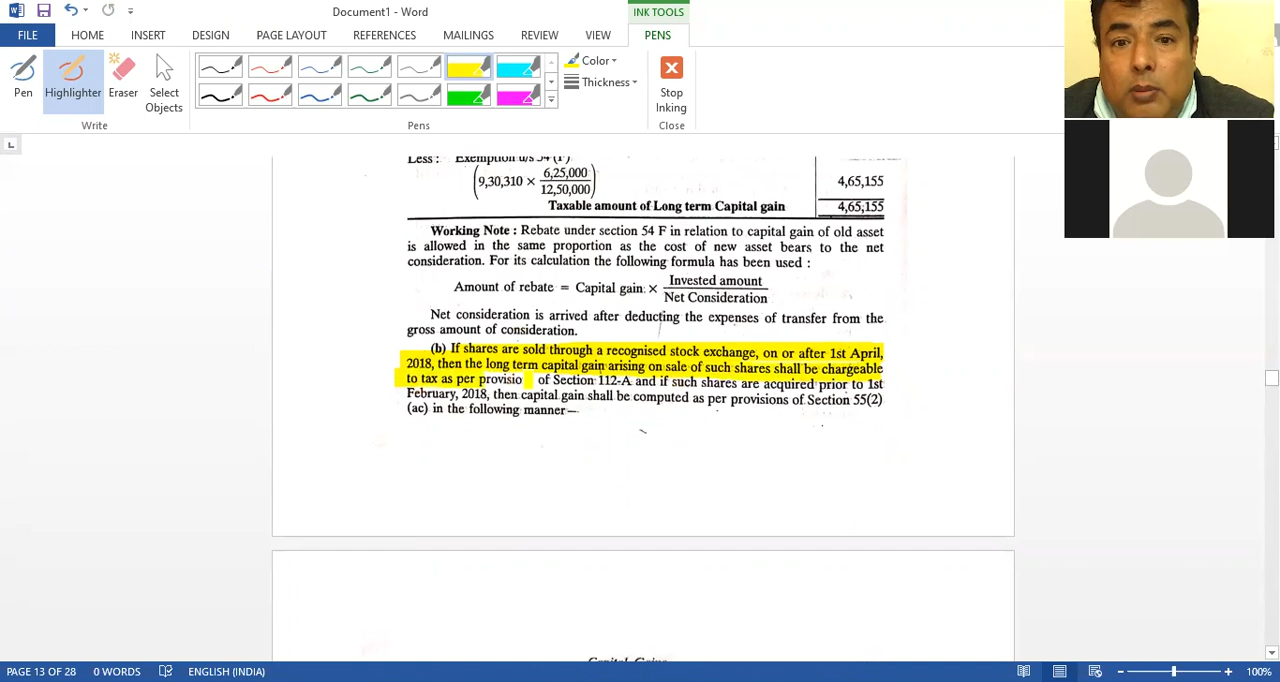 Document1 - Word
INK TOOLS
FILE
HOME
INSERT
DESIGN
PAGE LAYOUT
REFERENCES
MAILINGS
REVIEW
VIEW
PENS
Pen
Highlighter
Eraser
Select
Objects
Color
Thickness
Stop
Inking
Write
Pens
Close
Less : Exemption u/s 54 (F)
(9,30,310 × 6,25,000
12,50,000)
4,65,155
Taxable amount of Long term Capital gain 4,65,155
Working Note : Rebate under section 54 F in relation to capital gain of old asset
is allowed in the same proportion as the cost of new asset bears to the net
consideration. For its calculation the following formula has been used :
Amount of rebate = Capital gain × Invested amount
Net Consideration
Net consideration is arrived after deducting the expenses of transfer from the
gross amount of consideration.
(b) If shares are sold through a recognised stock exchange, on or after 1st April,
2018, then the long term capital gain arising on sale of such shares shall be chargeable
to tax as per provisio of Section 112-A and if such shares are acquired prior to 1st
February, 2018, then capital gain shall be computed as per provisions of Section 55(2)
(ac) in the following manner—
Capital Gains
PAGE 13 OF 28
0 WORDS
ENGLISH (INDIA)
100%